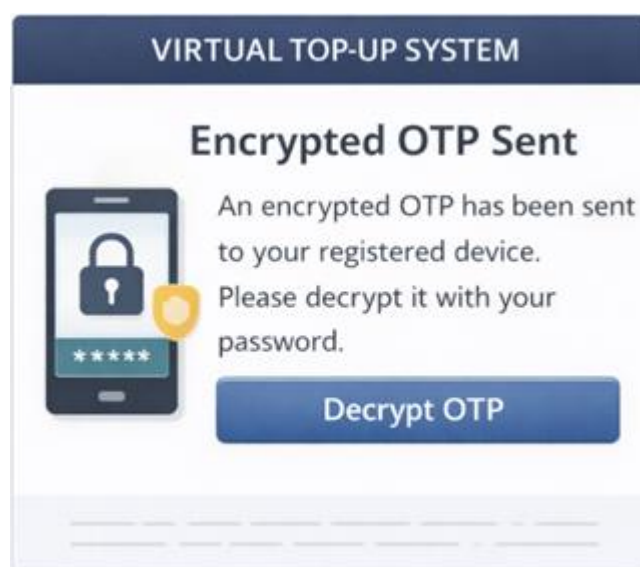 VIRTUAL TOP-UP SYSTEM
Encrypted OTP Sent
An encrypted OTP has been sent
to your registered device.
Please decrypt it with your
password.
*****
Decrypt OTP